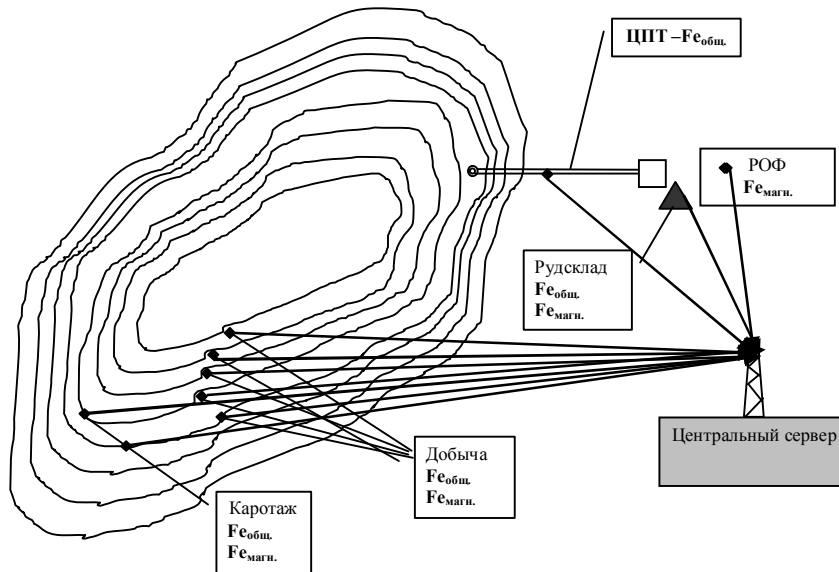 ЦПТ –Feобщ.
РОФ
Feмагн.
Рудсклад
Feобщ.
Feмагн.
Центральный сервер
Добыча
Feобщ.
Feмагн.
Каротаж
Feобщ.
Feмагн.